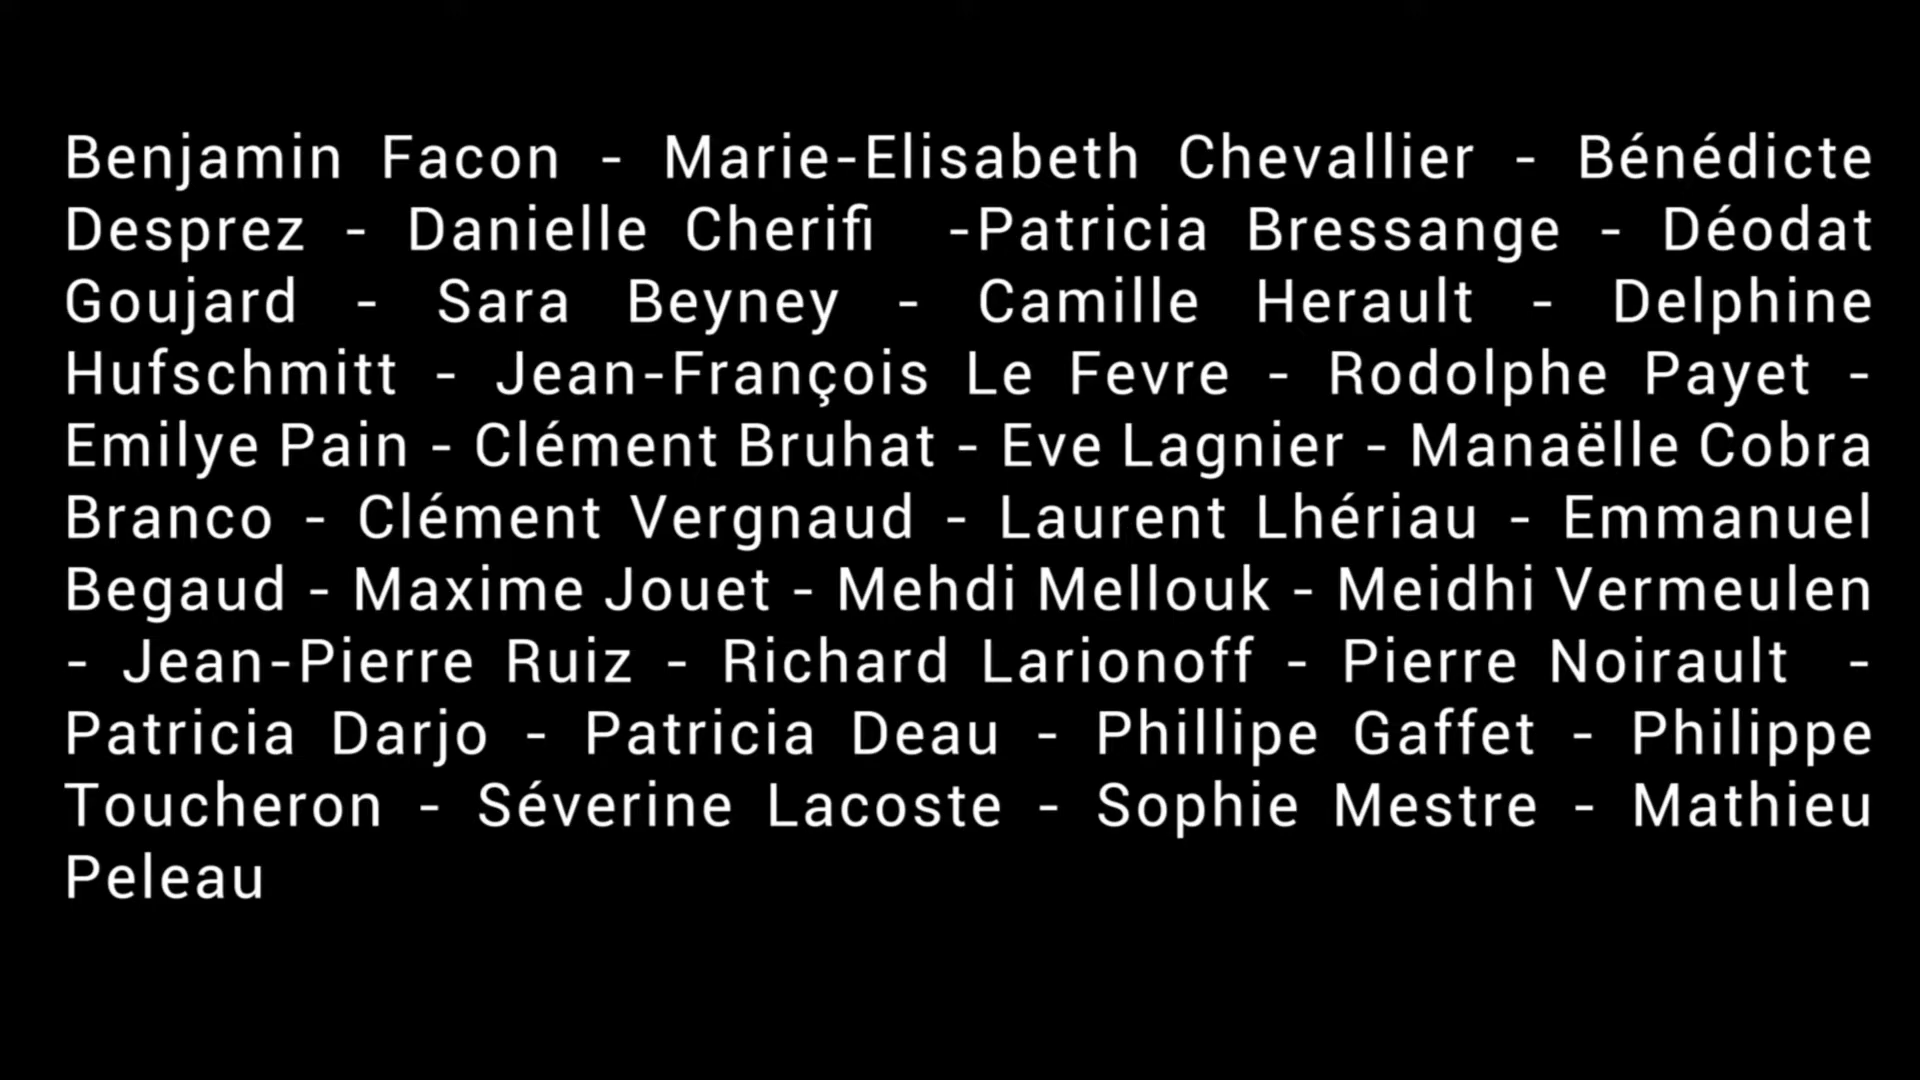 Benjamin Facon - Marie-Elisabeth Chevallier - Bénédicte
Desprez - Danielle Cherifi -Patricia Bressange - Déodat
Goujard - Sara Beyney - Camille Herault - Delphine
Hufschmitt - Jean-François Le Fevre - Rodolphe Payet -
Emilye Pain - Clément Bruhat - Eve Lagnier - Manaëlle Cobra
Branco - Clément Vergnaud - Laurent Lhériau - Emmanuel
Begaud - Maxime Jouet - Mehdi Mellouk - Meidhi Vermeulen
- Jean-Pierre Ruiz - Richard Larionoff - Pierre Noirault -
Patricia Darjo - Patricia Deau - Phillipe Gaffet - Philippe
Toucheron - Séverine Lacoste - Sophie Mestre - Mathieu
Peleau